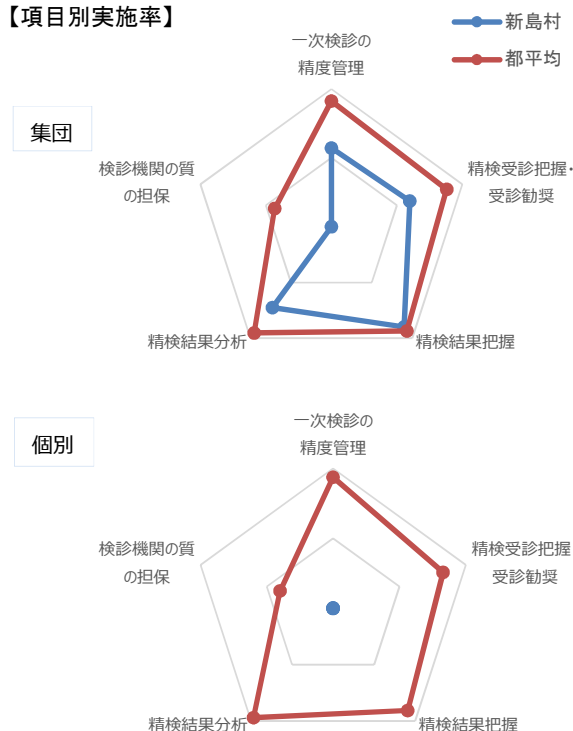 【項目別実施率】
新島村
都平均
集団
一次検診の
精度管理
精検受診把握・
受診勧奨
精検結果把握
精検結果分析
検診機関の質
の担保
個別
一次検診の
精度管理
精検受診把握
受診勧奨
精検結果把握
精検結果分析
検診機関の質
の担保